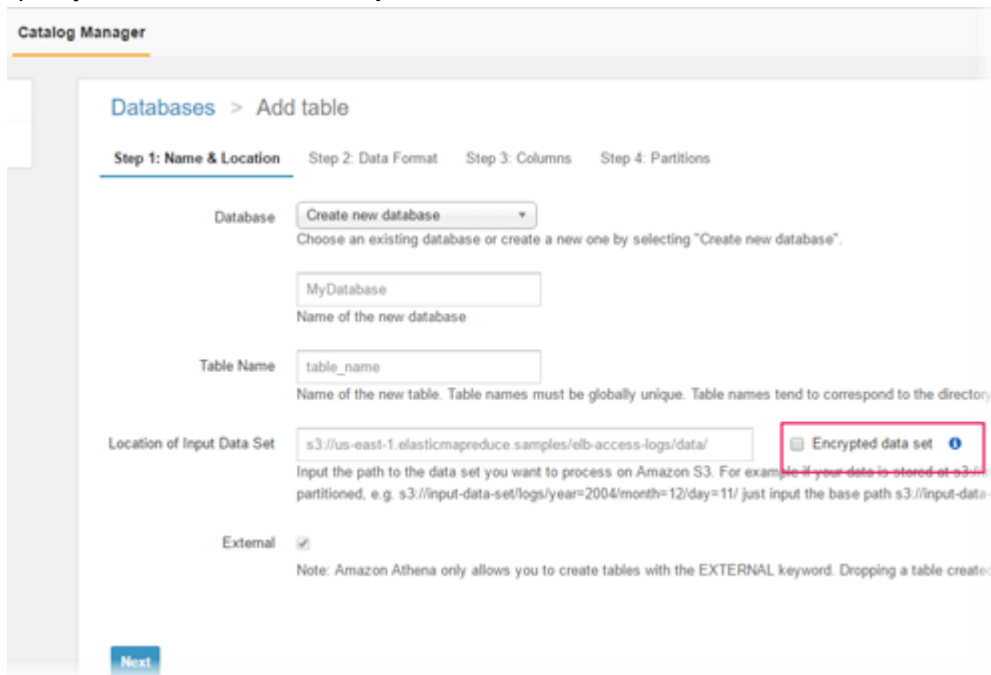 Catalog Manager
Databases > Add table
Step 1: Name & Location Step 2: Data Format Step 3: Columns Step 4: Partitions
Database Create new database
Choose an existing database or create a new one by selecting "Create new database".
MyDatabase
Name of the new database
Table Name table_name
Name of the new table. Table names must be globally unique. Table names tend to correspond to the directory
Location of Input Data Set s3://us-east-1.elasticmapreduce.samples/elb-access-logs/data/ Encrypted data set
Input the path to the data set you want to process on Amazon S3. For example if your data is stored at s3://
partitioned, e.g. s3://input-data-set/logs/year=2004/month=12/day=11/ just input the base path s3://input-data-
External
Note: Amazon Athena only allows you to create tables with the EXTERNAL keyword. Dropping a table created
Next